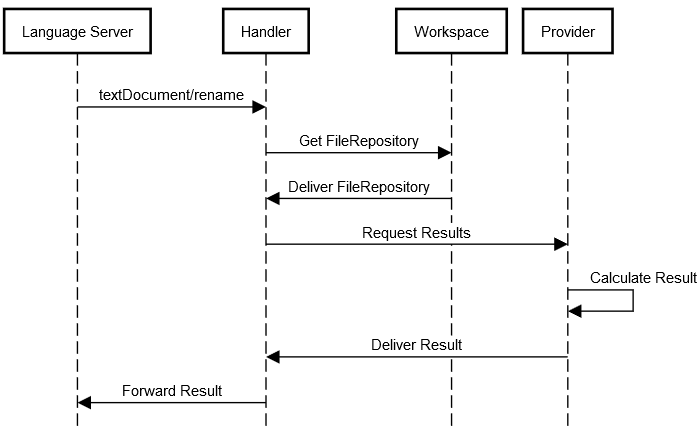 Language Server
Handler
Workspace
Provider
textDocument/rename
Get FileRepository
Deliver FileRepository
Request Results
Calculate Result
Deliver Result
Forward Result